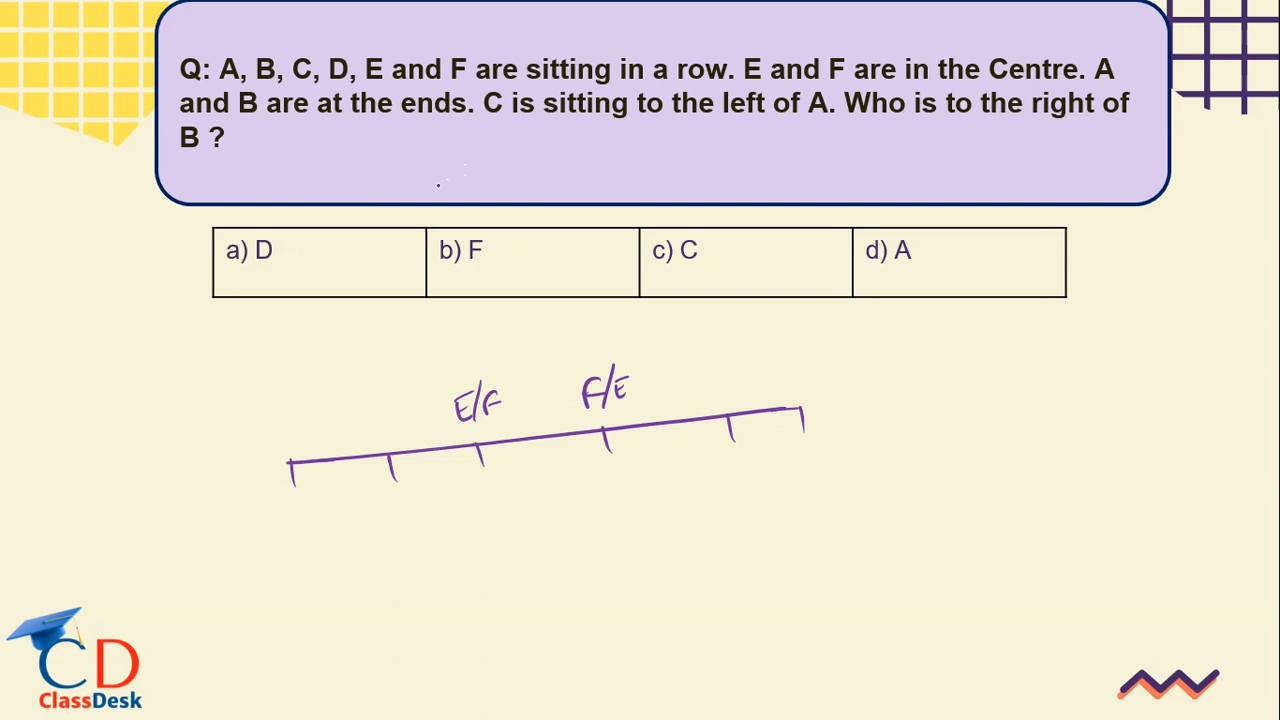 Q: A, B, C, D, E and F are sitting in a row. E and F are in the Centre. A
and B are at the ends. C is sitting to the left of A. Who is to the right of
B ?
a) D
b) F
c) C
d) A
E/F
F/E
CD
ClassDesk